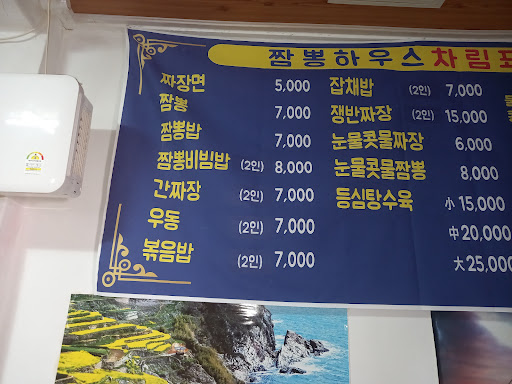 짬뽕하우스차림표
짜장면 5,000
짬뽕 7,000
짬뽕밥 7,000
짬뽕비빔밥 (2인) 8,000
간짜장 (2인) 7,000
우동 (2인) 7,000
볶음밥 (2인) 7,000
잡채밥 (2인) 7,000
쟁반짜장 (2인) 15,000
눈물콧물짜장 6,000
눈물콧물짬뽕 8,000
등심탕수육 小 15,000
中 20,000
大 25,000